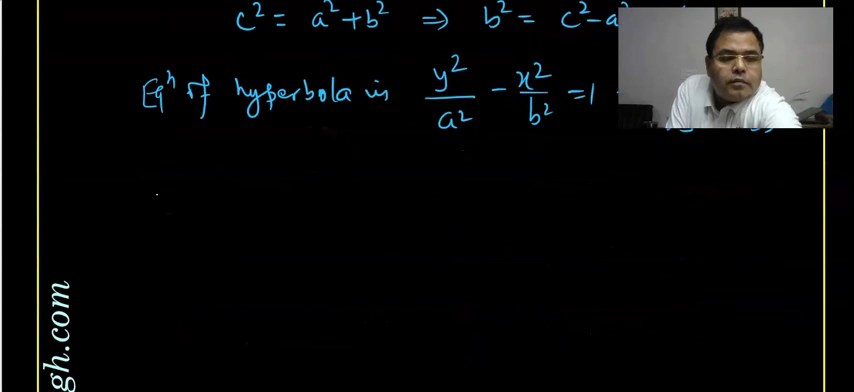 c² = a² + b² ⇒ b² = c² - a²
Eqⁿ of hyperbola is y²/a² - x²/b² = 1
gh.com